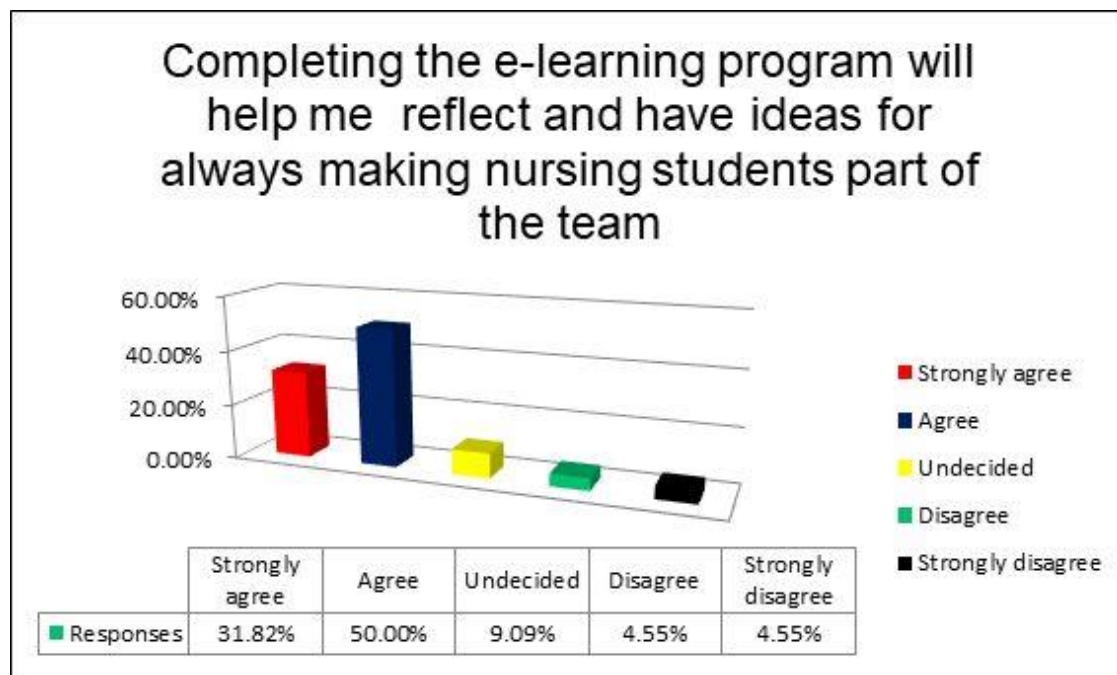 Completing the e-learning program will
help me  reflect and have ideas for
always making nursing students part of
the team
60.00%
40.00%
20.00%
0.00%
Strongly agree
Agree
Undecided
Disagree
Strongly disagree
Strongly agree Agree Undecided Disagree Strongly disagree
Responses 31.82% 50.00% 9.09% 4.55% 4.55%